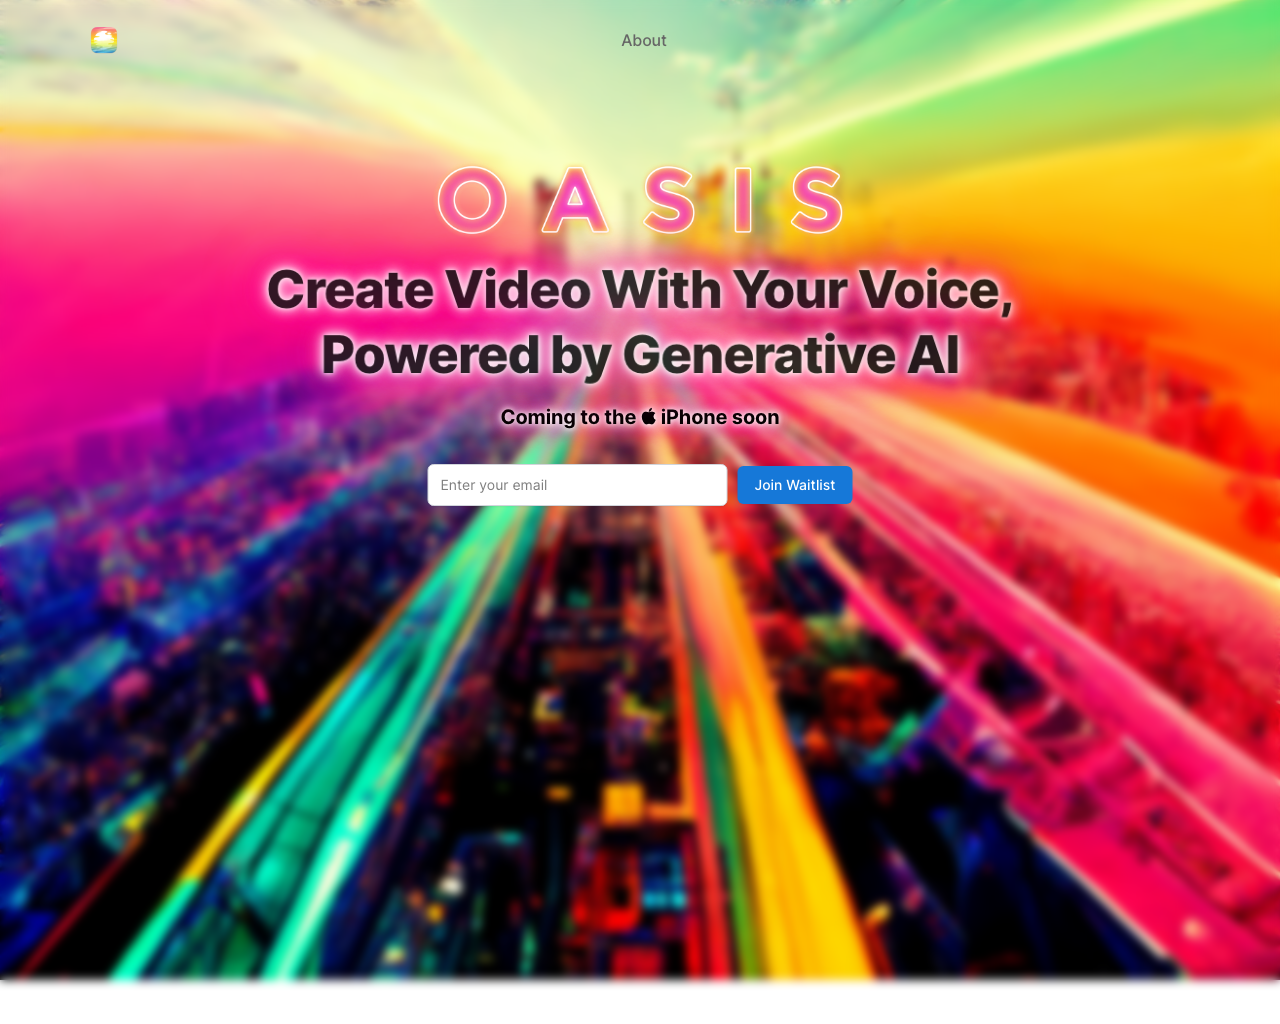 About
OASIS
Create Video With Your Voice,
Powered by Generative AI
Coming to the iPhone soon
Enter your email
Join Waitlist